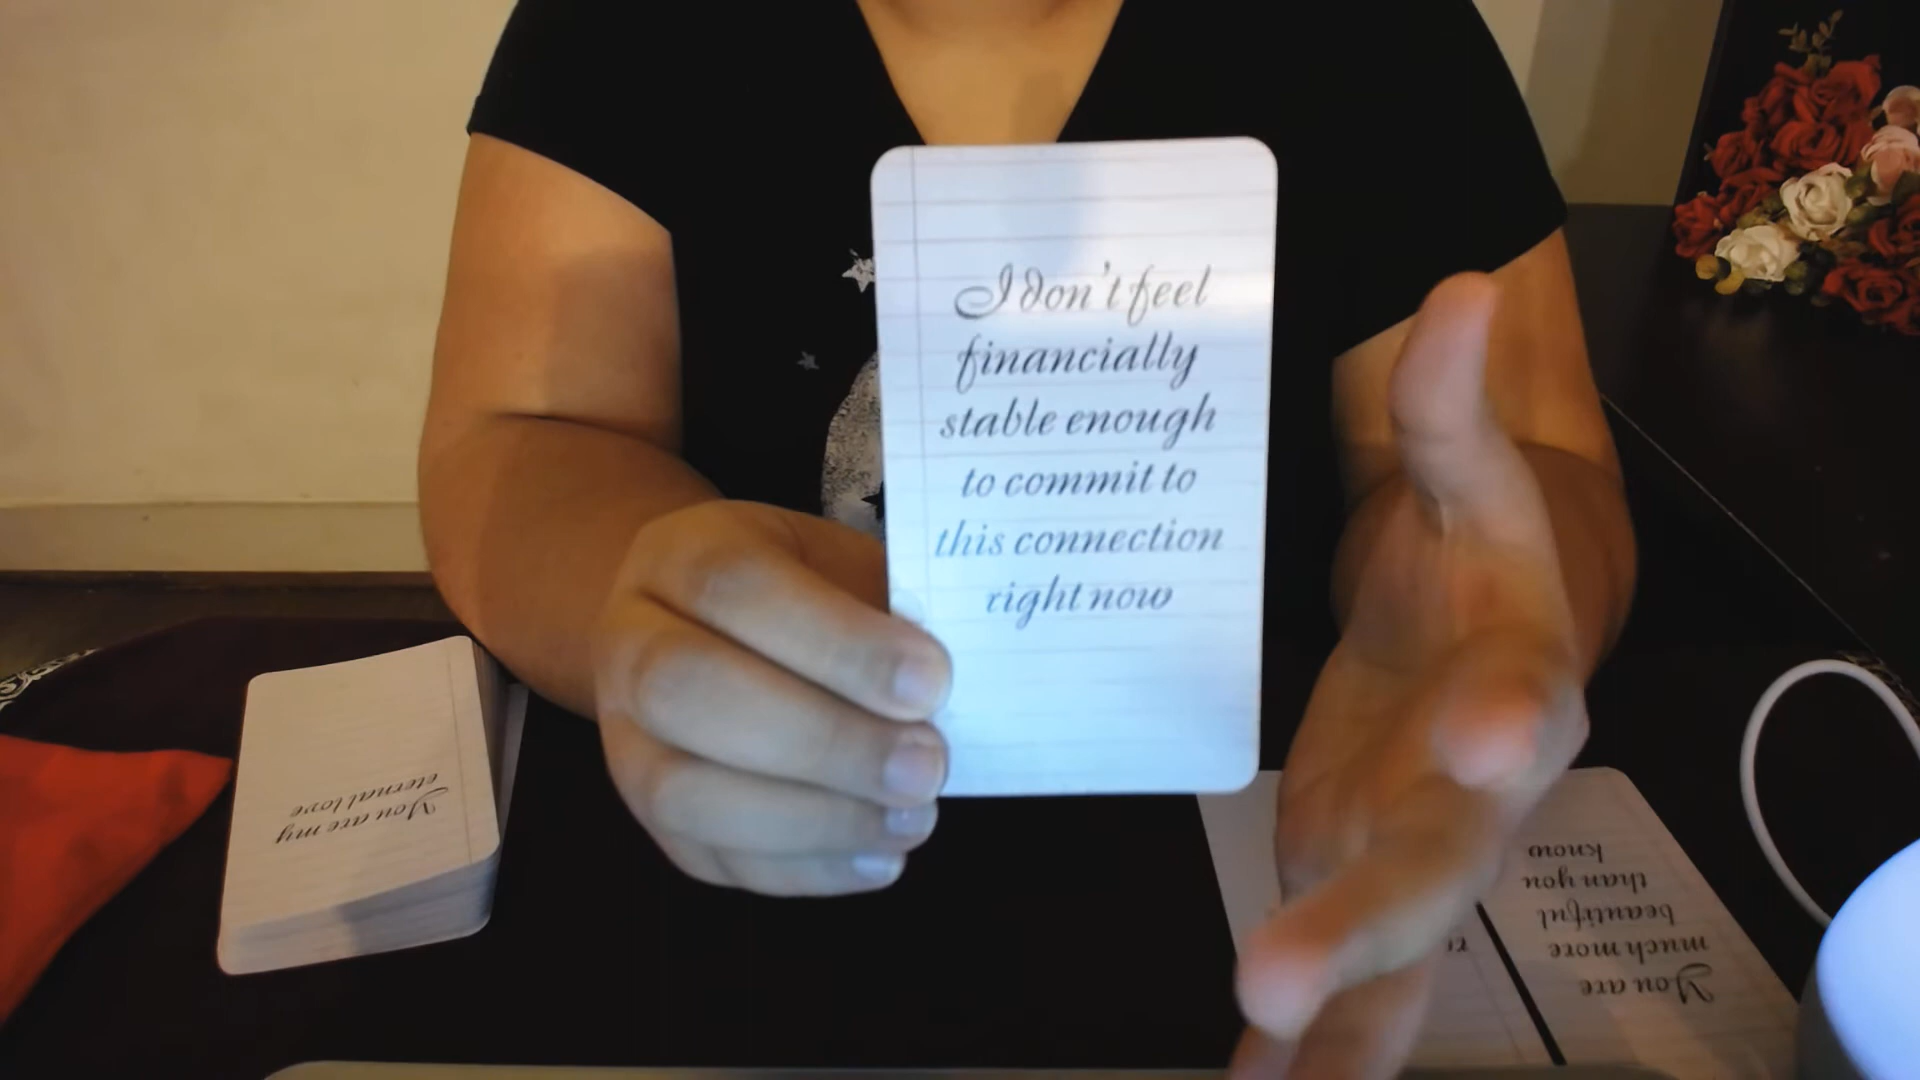 I don't feel
financially
stable enough
to commit to
this connection
right now
You are my
eternal love
You are
much more
beautiful
than you
know